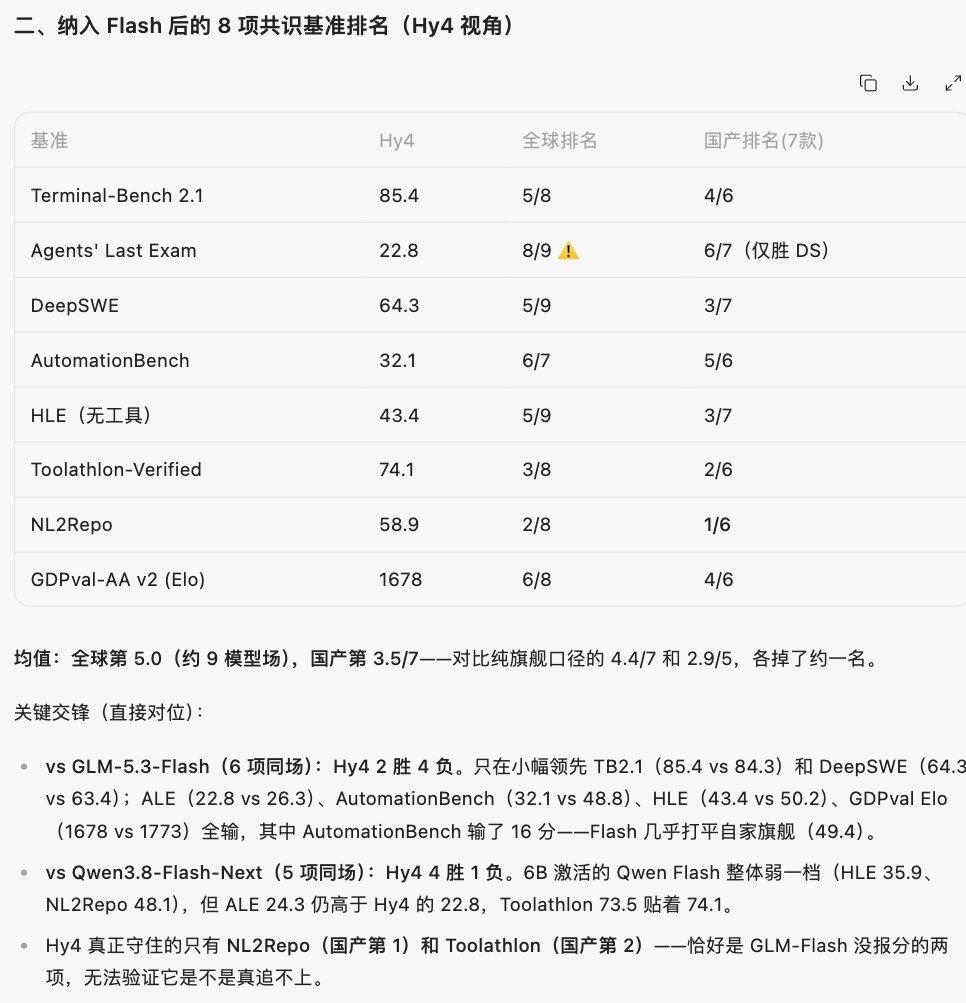 二、纳入 Flash 后的 8 项共识基准排名（Hy4 视角）
基准 Hy4 全球排名 国产排名(7款)
Terminal-Bench 2.1 85.4 5/8 4/6
Agents' Last Exam 22.8 8/9 ⚠️ 6/7（仅胜 DS）
DeepSWE 64.3 5/9 3/7
AutomationBench 32.1 6/7 5/6
HLE（无工具） 43.4 5/9 3/7
Toolathlon-Verified 74.1 3/8 2/6
NL2Repo 58.9 2/8 1/6
GDPval-AA v2 (Elo) 1678 6/8 4/6
均值：全球第 5.0（约 9 模型场），国产第 3.5/7——对比纯旗舰口径的 4.4/7 和 2.9/5，各掉了约一名。
关键交锋（直接对位）：
vs GLM-5.3-Flash（6 项同场）：Hy4 2 胜 4 负。只在小幅领先 TB2.1（85.4 vs 84.3）和 DeepSWE（64.3
vs 63.4）；ALE（22.8 vs 26.3）、AutomationBench（32.1 vs 48.8）、HLE（43.4 vs 50.2）、GDPval Elo
（1678 vs 1773）全输，其中 AutomationBench 输了 16 分——Flash 几乎打平自家旗舰（49.4）。
vs Qwen3.8-Flash-Next（5 项同场）：Hy4 4 胜 1 负。6B 激活的 Qwen Flash 整体弱一档（HLE 35.9、
NL2Repo 48.1），但 ALE 24.3 仍高于 Hy4 的 22.8，Toolathlon 73.5 贴着 74.1。
Hy4 真正守住的只有 NL2Repo（国产第 1）和 Toolathlon（国产第 2）——恰好是 GLM-Flash 没报分的两
项，无法验证它是不是真追不上。